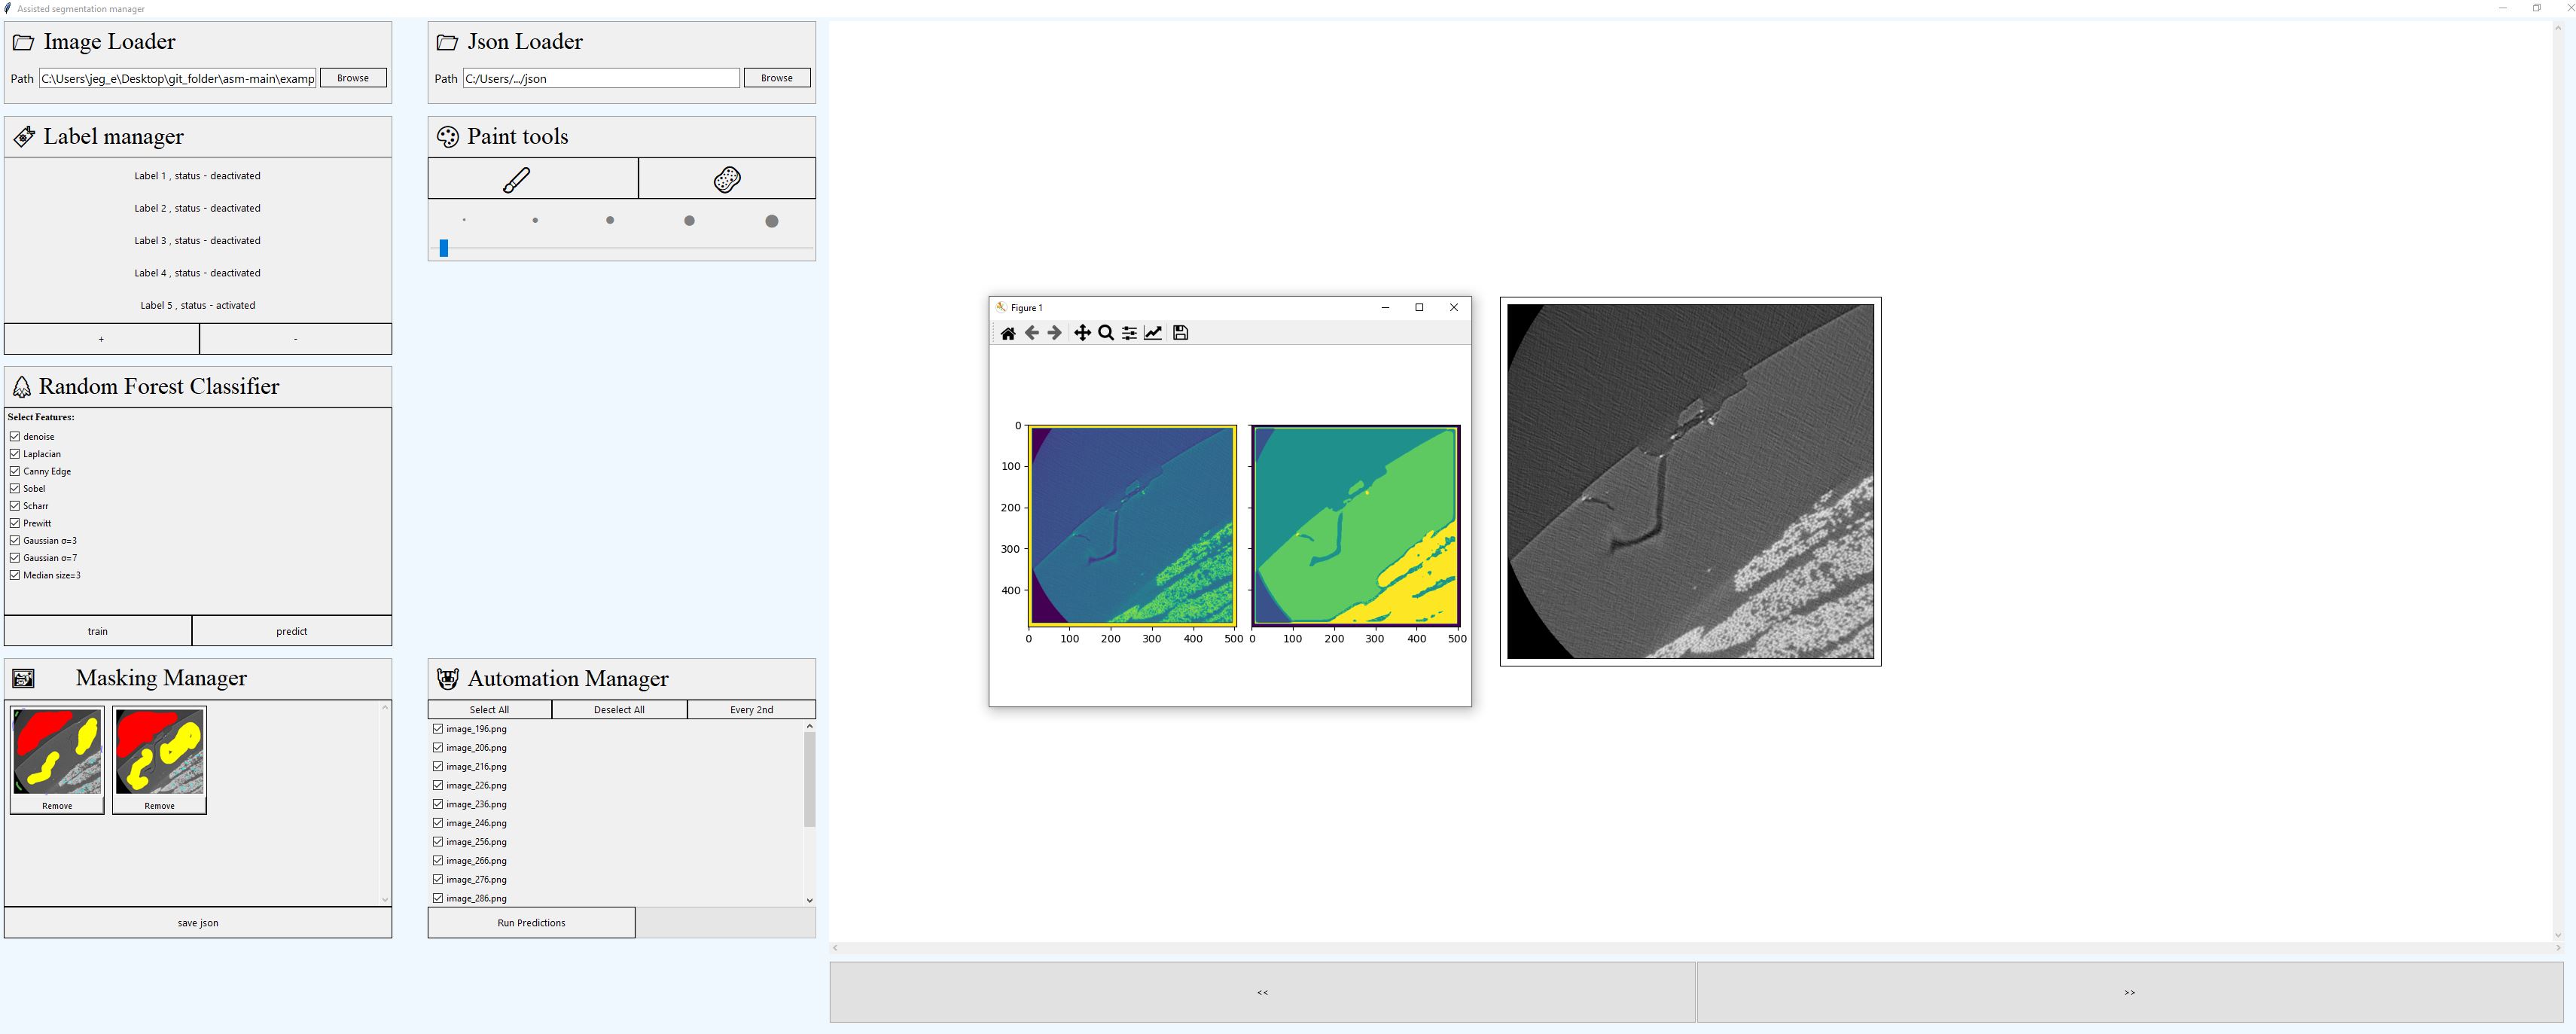 Assisted segmentation manager
Image Loader
Path C:\Users\jeg_e\Desktop\git_folder\asm-main\examp Browse
Json Loader
Path C:/Users/.../json Browse
Label manager
Label 1 , status - deactivated
Label 2 , status - deactivated
Label 3 , status - deactivated
Label 4 , status - deactivated
Label 5 , status - activated
+ -
Paint tools
Random Forest Classifier
Select Features:
denoise
Laplacian
Canny Edge
Sobel
Scharr
Prewitt
Gaussian σ=3
Gaussian σ=7
Median size=3
train predict
Masking Manager
Remove Remove
save json
Automation Manager
Select All Deselect All Every 2nd
image_196.png
image_206.png
image_216.png
image_226.png
image_236.png
image_246.png
image_256.png
image_266.png
image_276.png
image_286.png
Run Predictions
Figure 1
0
100
200
300
400
0 100 200 300 400 500 0 100 200 300 400 500
<< >>